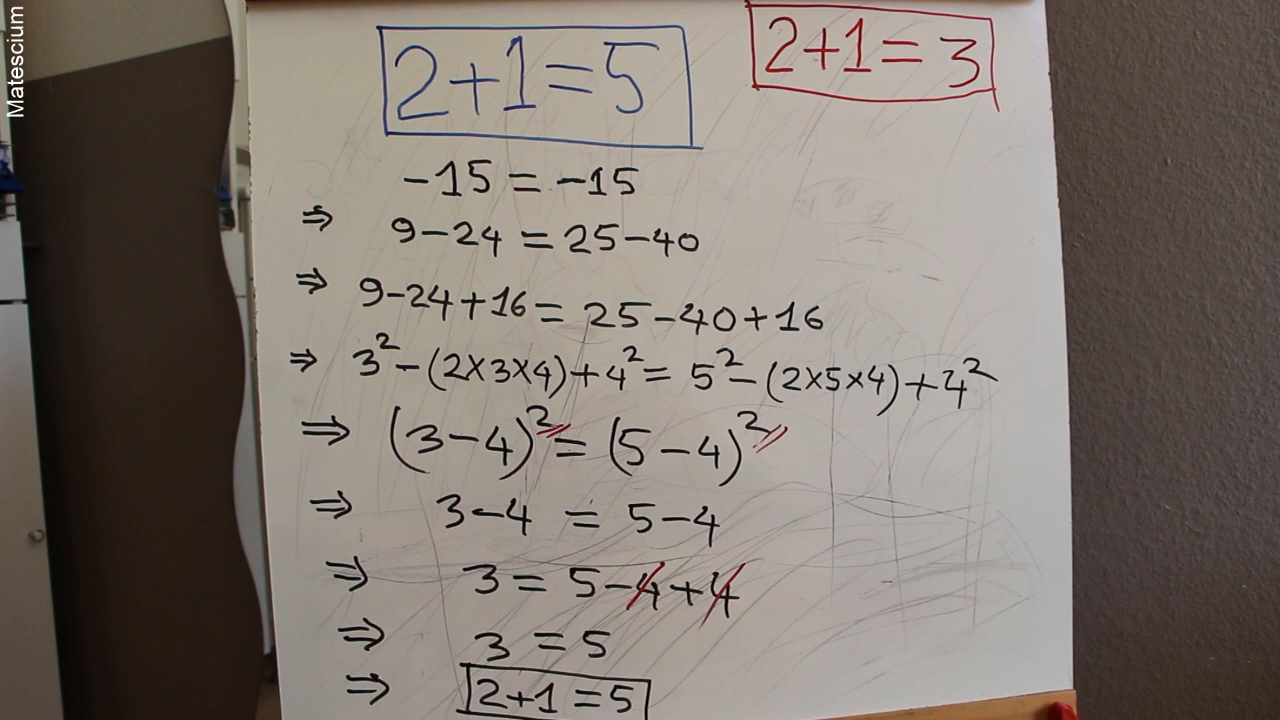 Matescium
2+1=5
2+1=3
-15 = -15
⇒ 9-24 = 25-40
⇒ 9-24+16 = 25-40+16
⇒ 3²-(2×3×4)+4² = 5²-(2×5×4)+4²
⇒ (3-4)² = (5-4)²
⇒ 3-4 = 5-4
⇒ 3 = 5-4+4
⇒ 3 = 5
⇒ 2+1=5